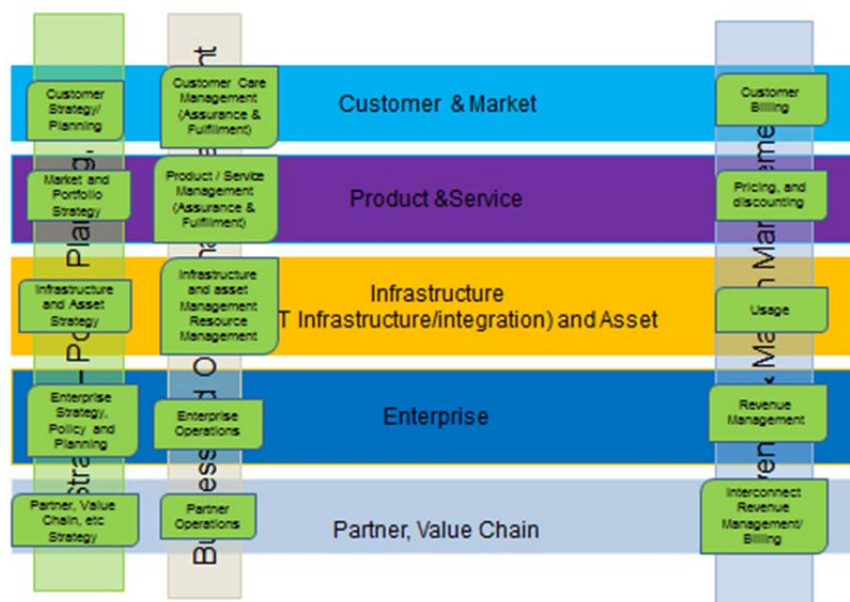 Customer
Strategy/
Planning
Customer Care
Management
(Assurance &
Fulfillment)
Customer & Market
Customer
Billing
Market and
Portfolio
Strategy
Product / Service
Management
(Assurance &
Fulfillment)
Product &Service
Pricing, and
discounting
Infrastructure
and Asset
Strategy
Infrastructure
and asset
Management
Resource
Management
Infrastructure
T Infrastructure/integration) and Asset
Usage
Enterprise
Strategy,
Policy and
Planning
Enterprise
Operations
Enterprise
Revenue
Management
Partner, Value
Chain, etc
Strategy
Partner
Operations
Partner, Value Chain
Interconnect
Revenue
Management/
Billing